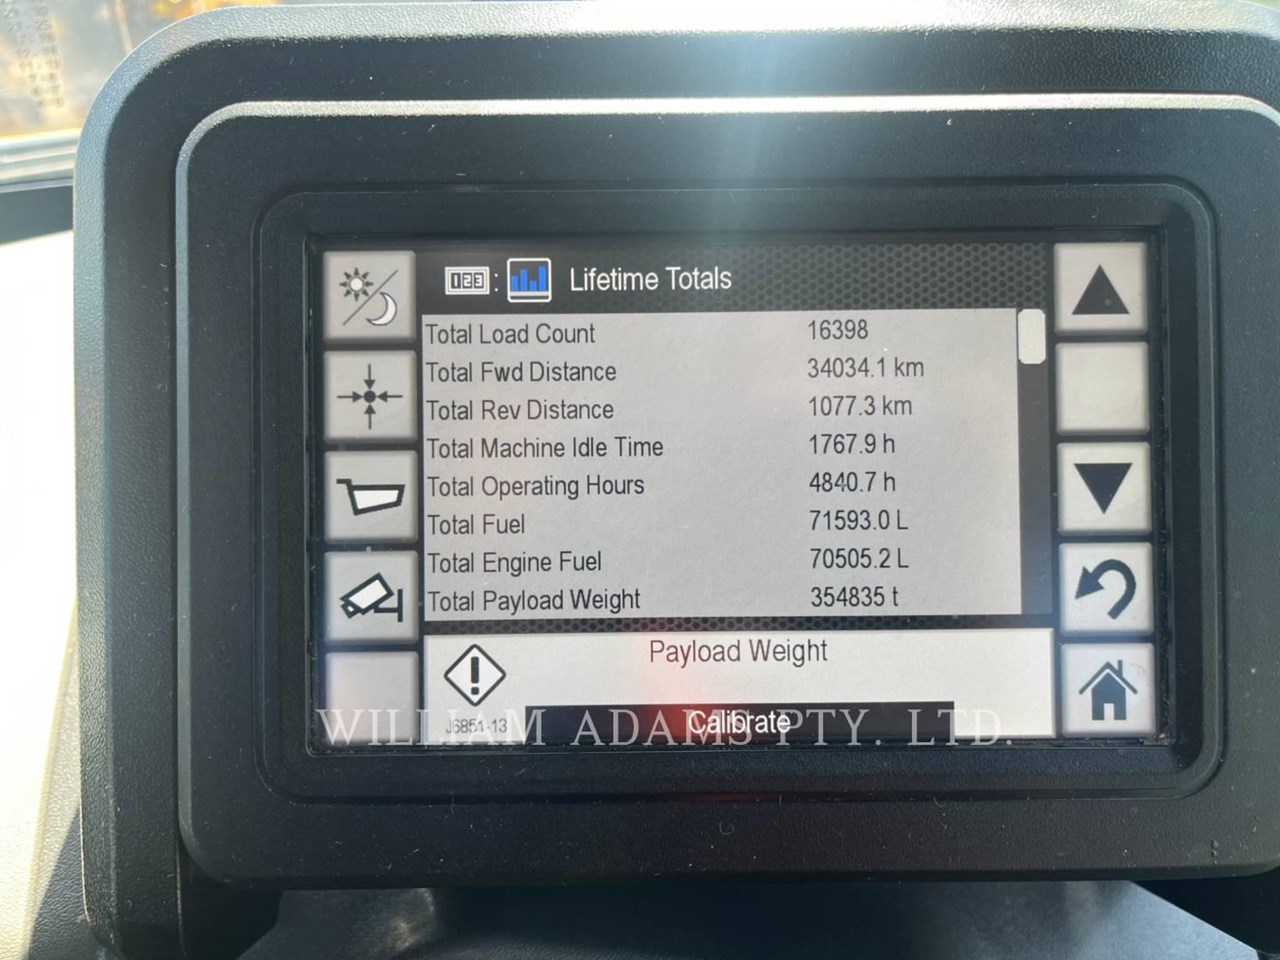 123 : Lifetime Totals
Total Load Count 16398
Total Fwd Distance 34034.1 km
Total Rev Distance 1077.3 km
Total Machine Idle Time 1767.9 h
Total Operating Hours 4840.7 h
Total Fuel 71593.0 L
Total Engine Fuel 70505.2 L
Total Payload Weight 354835 t
Payload Weight
J6851-13
Calibrate
WILLIAM ADAMS PTY. LTD.